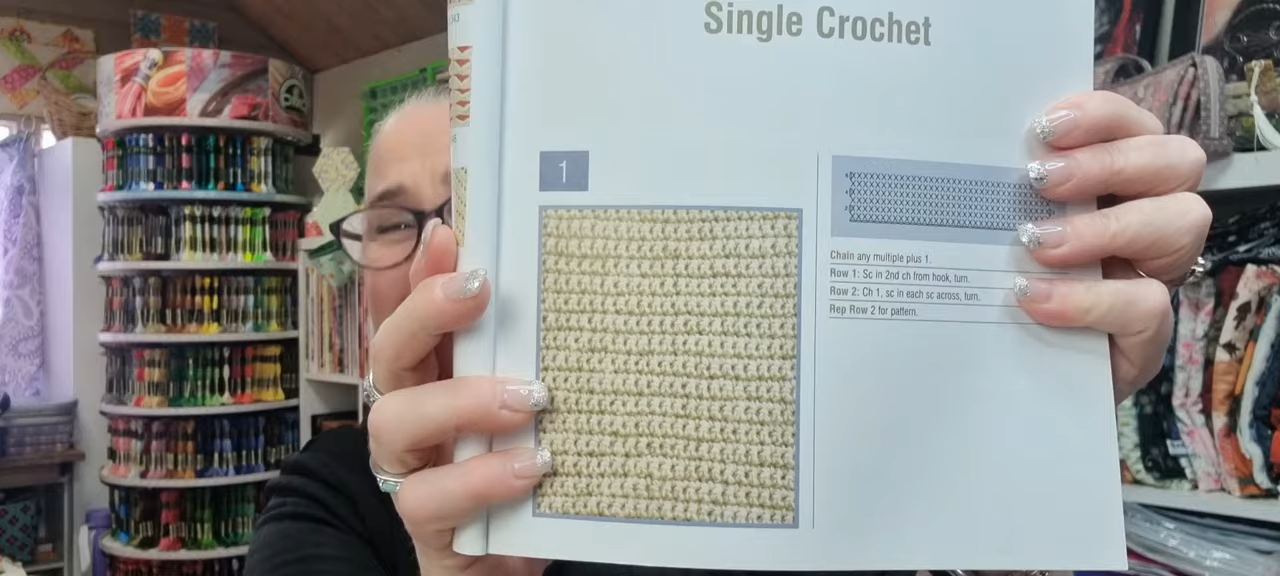 Single Crochet
1
Chain any multiple plus 1.
Row 1: Sc in 2nd ch from hook, turn.
Row 2: Ch 1, sc in each sc across, turn.
Rep Row 2 for pattern.
DMC